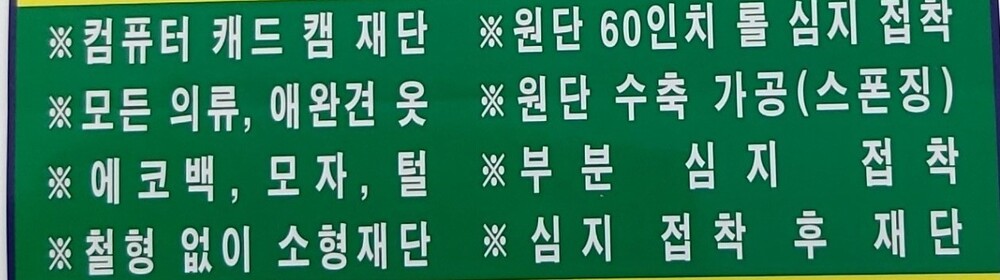 ※컴퓨터 캐드 캠 재단
※모든 의류, 애완견 옷
※에코백, 모자, 털
※철형 없이 소형재단
※원단 60인치 롤 심지 접착
※원단 수축 가공(스폰징)
※부분 심지 접착
※심지 접착 후 재단